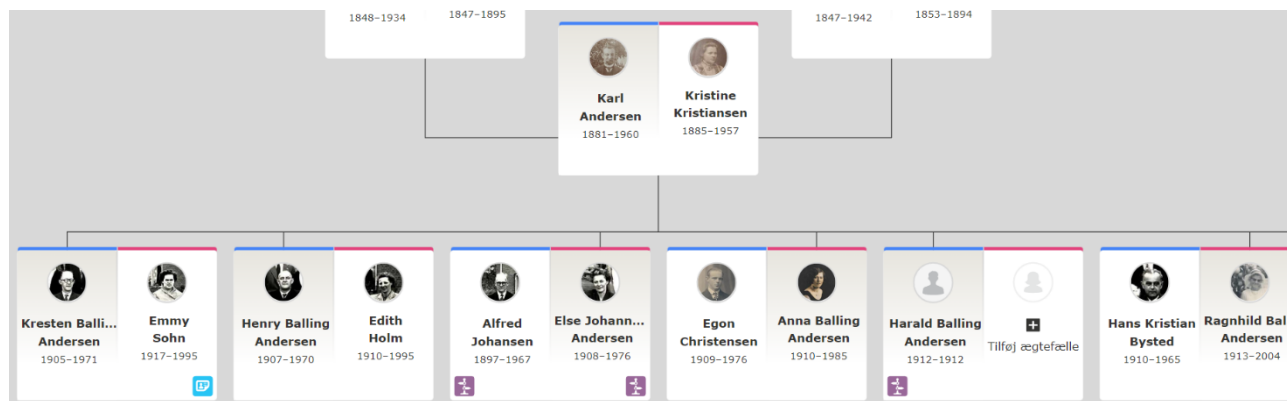 1848–1934
1847–1895
1847–1942
1853–1894
Karl
Andersen
1881–1960
Kristine
Kristiansen
1885–1957
Kresten Balli...
Andersen
1905–1971
Emmy
Sohn
1917–1995
Henry Balling
Andersen
1907–1970
Edith
Holm
1910–1995
Alfred
Johansen
1897–1967
Else Johann...
Andersen
1908–1976
Egon
Christensen
1909–1976
Anna Balling
Andersen
1910–1985
Harald Balling
Andersen
1912–1912
Tilføj ægtefælle
Hans Kristian
Bysted
1910–1965
Ragnhild Bal
Andersen
1913–2004